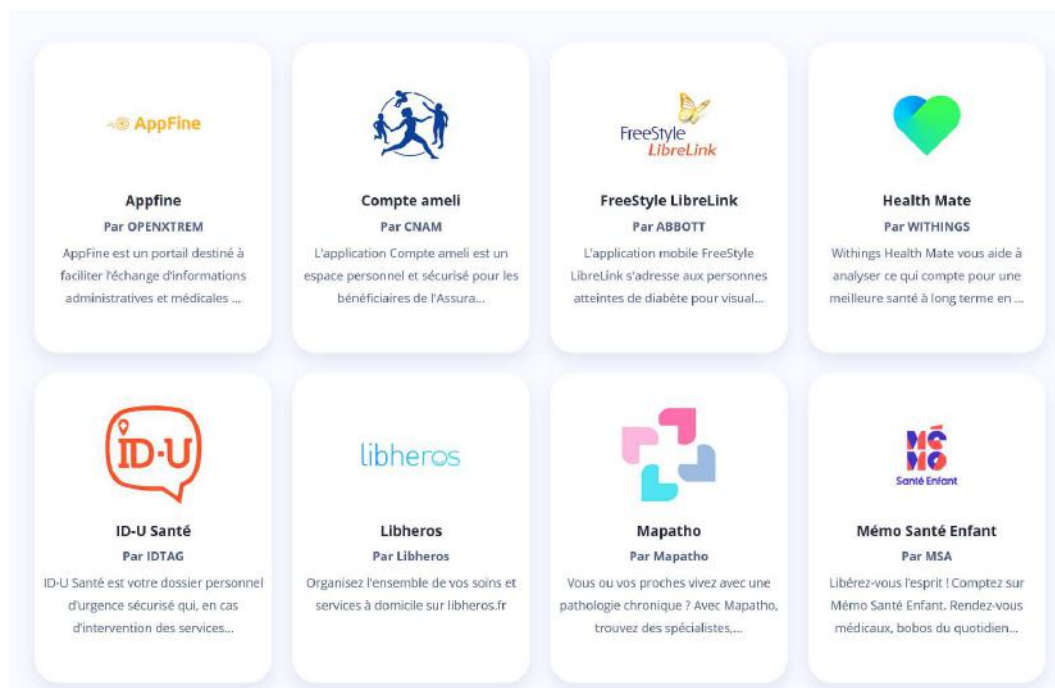 AppFine
FreeStyle
LibreLink
Appfine
Par OPENXTREM
AppFine est un portail destiné à
faciliter l'échange d'informations
administratives et médicales ...
Compte ameli
Par CNAM
L'application Compte ameli est un
espace personnel et sécurisé pour les
bénéficiaires de l'Assura...
FreeStyle LibreLink
Par ABBOTT
L'application mobile FreeStyle
LibreLink s'adresse aux personnes
atteintes de diabète pour visual...
Health Mate
Par WITHINGS
Withings Health Mate vous aide à
analyser ce qui compte pour une
meilleure santé à long terme en ...
ID-U
libheros
MÉMO
Santé Enfant
ID-U Santé
Par IDTAG
ID-U Santé est votre dossier personnel
d'urgence sécurisé qui, en cas
d'intervention des services...
Libheros
Par Libheros
Organisez l'ensemble de vos soins et
services à domicile sur libheros.fr
Mapatho
Par Mapatho
Vous ou vos proches vivez avec une
pathologie chronique ? Avec Mapatho,
trouvez des spécialistes,...
Mémo Santé Enfant
Par MSA
Libérez-vous l'esprit ! Comptez sur
Mémo Santé Enfant. Rendez-vous
médicaux, bobos du quotidien...